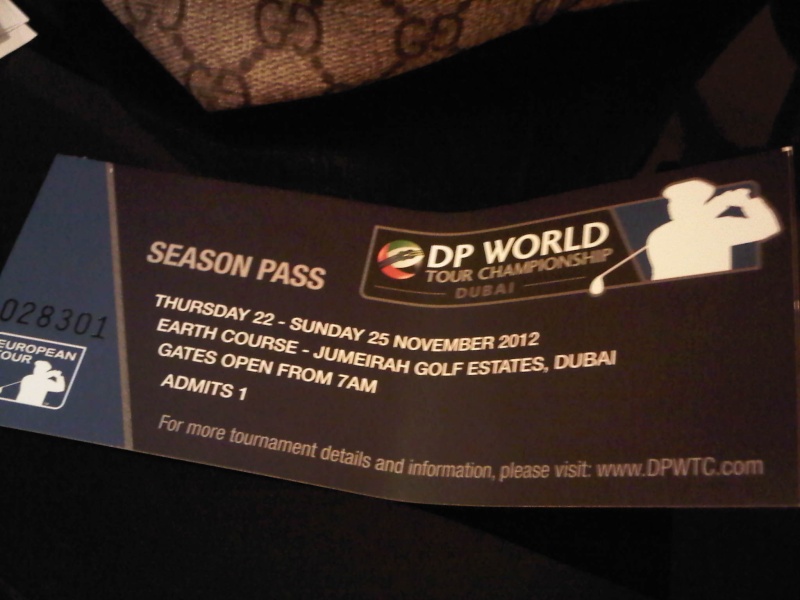 SEASON PASS
DP WORLD
TOUR CHAMPIONSHIP
DUBAI
THURSDAY 22 - SUNDAY 25 NOVEMBER 2012
EARTH COURSE - JUMEIRAH GOLF ESTATES, DUBAI
GATES OPEN FROM 7AM
ADMITS 1
For more tournament details and information, please visit: www.DPWTC.com
028301
EUROPEAN
TOUR